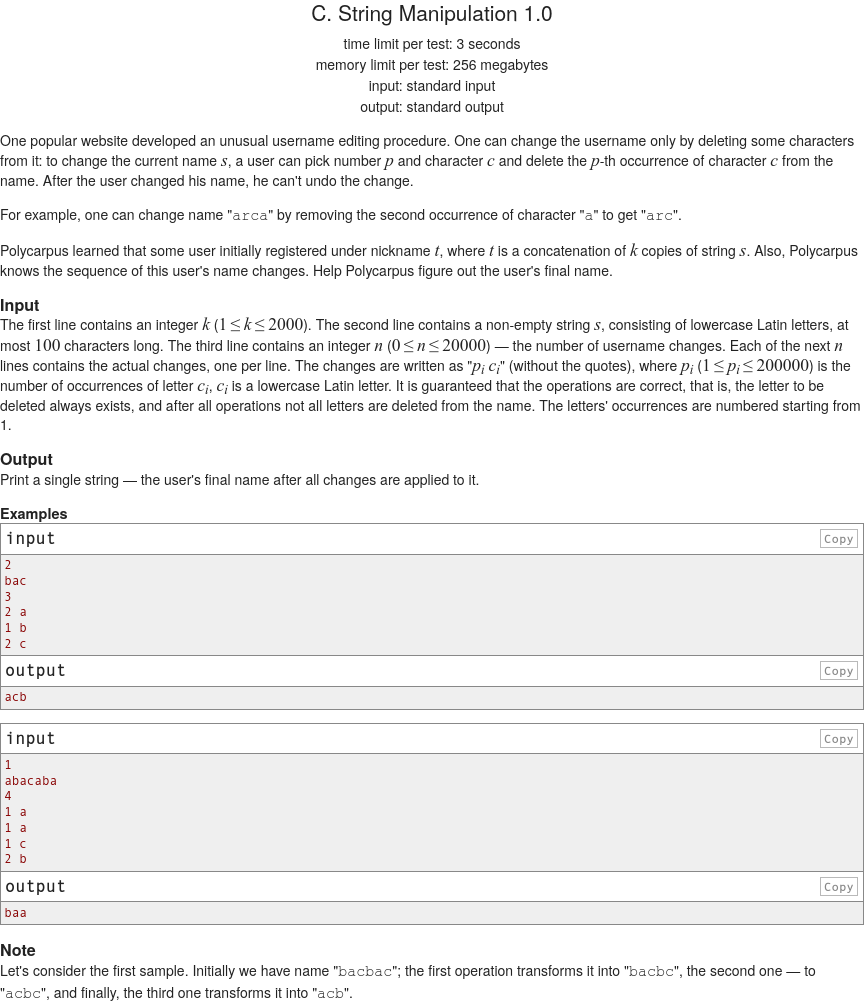 C. String Manipulation 1.0
time limit per test: 3 seconds
memory limit per test: 256 megabytes
input: standard input
output: standard output
One popular website developed an unusual username editing procedure. One can change the username only by deleting some characters
from it: to change the current name s, a user can pick number p and character c and delete the p-th occurrence of character c from the
name. After the user changed his name, he can't undo the change.
For example, one can change name "arca" by removing the second occurrence of character "a" to get "arc".
Polycarpus learned that some user initially registered under nickname t, where t is a concatenation of k copies of string s. Also, Polycarpus
knows the sequence of this user's name changes. Help Polycarpus figure out the user's final name.
Input
The first line contains an integer k (1 ≤ k ≤ 2000). The second line contains a non-empty string s, consisting of lowercase Latin letters, at
most 100 characters long. The third line contains an integer n (0 ≤ n ≤ 20000) — the number of username changes. Each of the next n
lines contains the actual changes, one per line. The changes are written as "p_i c_i" (without the quotes), where p_i (1 ≤ p_i ≤ 200000) is the
number of occurrences of letter c_i, c_i is a lowercase Latin letter. It is guaranteed that the operations are correct, that is, the letter to be
deleted always exists, and after all operations not all letters are deleted from the name. The letters' occurrences are numbered starting from
1.
Output
Print a single string — the user's final name after all changes are applied to it.
Examples
input Copy
2
bac
3
2 a
1 b
2 c
output Copy
acb
input Copy
1
abacaba
4
1 a
1 a
1 c
2 b
output Copy
baa
Note
Let's consider the first sample. Initially we have name "bacbac"; the first operation transforms it into "bacbc", the second one — to
"acbc", and finally, the third one transforms it into "acb".